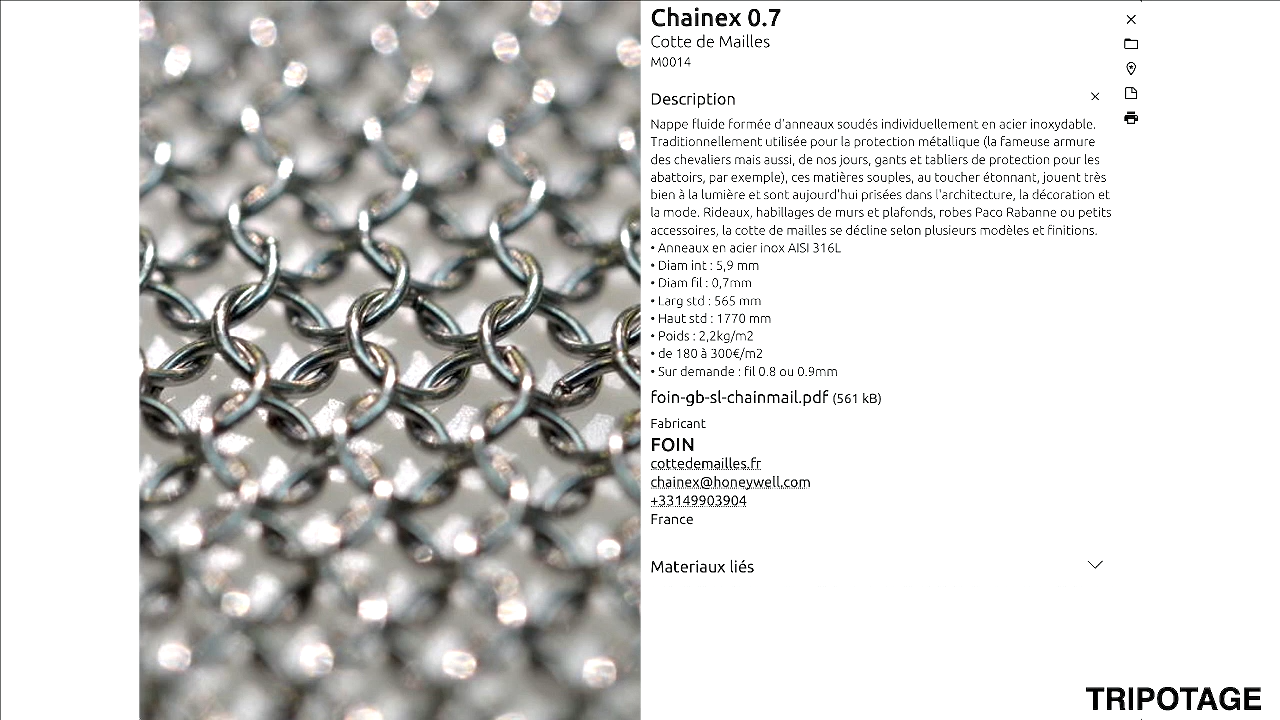 Chainex 0.7
Cotte de Mailles
M0014
Description
Nappe fluide formée d'anneaux soudés individuellement en acier inoxydable.
Traditionnellement utilisée pour la protection métallique (la fameuse armure
des chevaliers mais aussi, de nos jours, gants et tabliers de protection pour les
abattoirs, par exemple), ces matières souples, au toucher étonnant, jouent très
bien à la lumière et sont aujourd'hui prisées dans l'architecture, la décoration et
la mode. Rideaux, habillages de murs et plafonds, robes Paco Rabanne ou petits
accessoires, la cotte de mailles se décline selon plusieurs modèles et finitions.
• Anneaux en acier inox AISI 316L
• Diam int : 5,9 mm
• Diam fil : 0,7mm
• Larg std : 565 mm
• Haut std : 1770 mm
• Poids : 2,2kg/m2
• de 180 à 300€/m2
• Sur demande : fil 0.8 ou 0.9mm
foin-gb-sl-chainmail.pdf (561 kB)
Fabricant
FOIN
cottedemailles.fr
chainex@honeywell.com
+33149903904
France
Materiaux liés
TRIPOTAGE